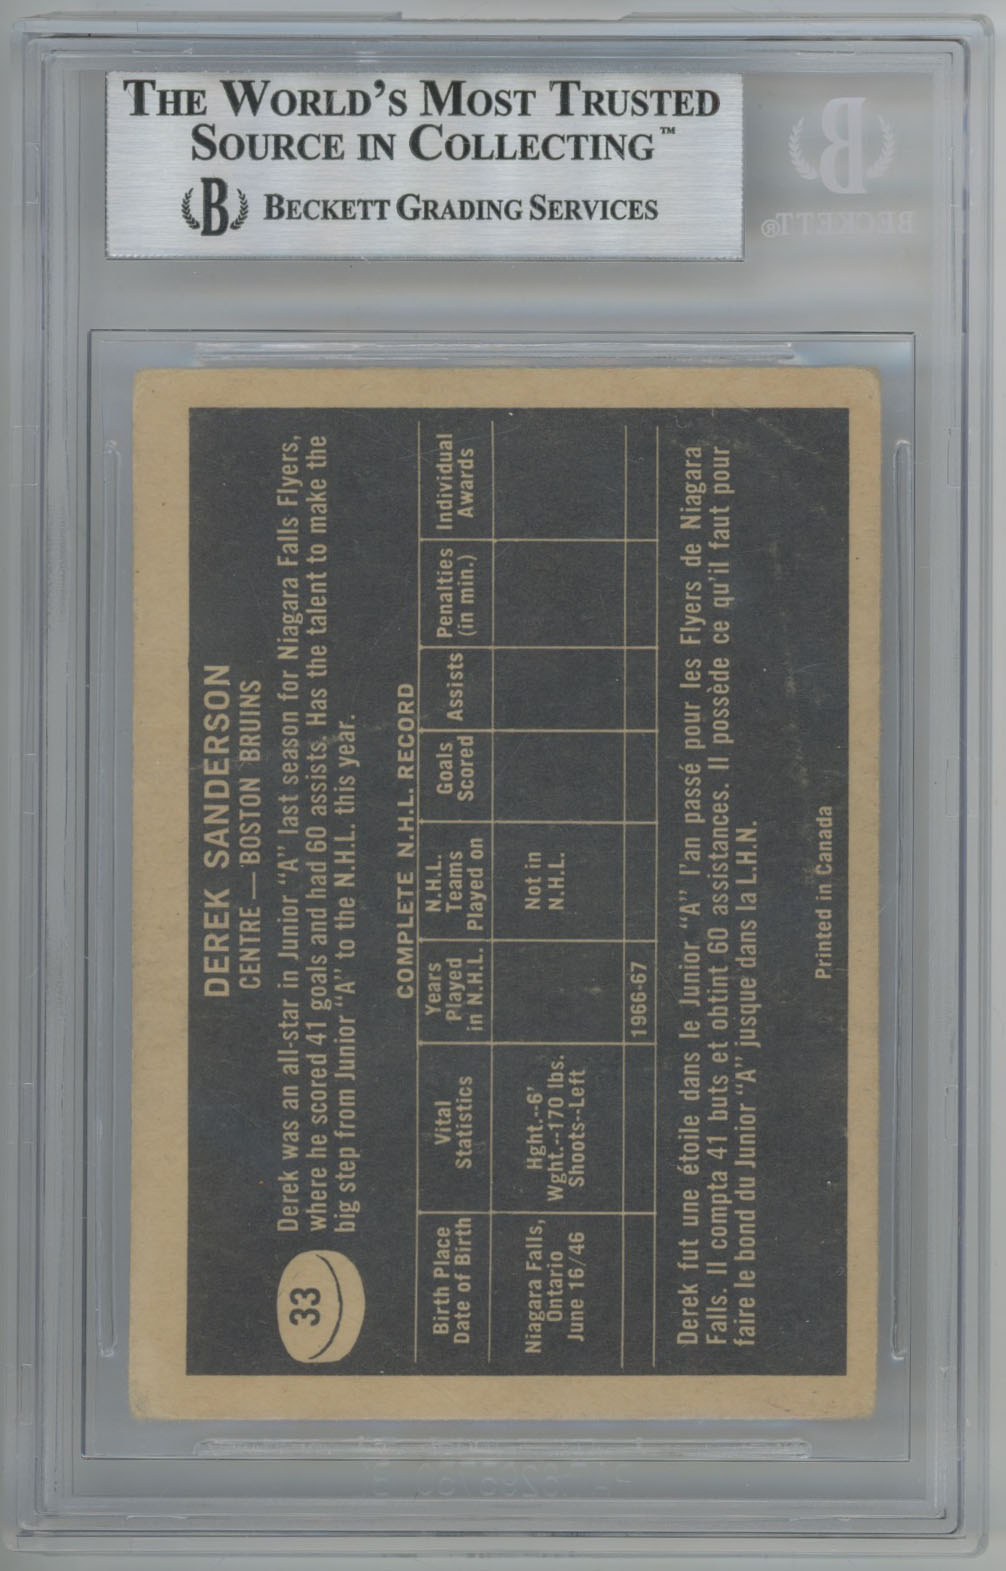 THE WORLD'S MOST TRUSTED
SOURCE IN COLLECTING™
B BECKETT GRADING SERVICES
B
BECKETT®
DEREK SANDERSON
CENTRE—BOSTON BRUINS
33
Derek was an all-star in Junior "A" last season for Niagara Falls Flyers,
where he scored 41 goals and had 60 assists. Has the talent to make the
big step from Junior "A" to the N.H.L. this year.
COMPLETE N.H.L. RECORD
Birth Place
Date of Birth
Vital
Statistics
Years
Played
in N.H.L.
N.H.L.
Teams
Played on
Goals
Scored
Assists
Penalties
(in min.)
Individual
Awards
Niagara Falls,
Ontario
June 16/46
Hght.--6'
Wght.--170 lbs.
Shoots--Left
Not in
N.H.L.
1966-67
Derek fut une étoile dans le Junior "A" l'an passé pour les Flyers de Niagara
Falls. Il compta 41 buts et obtint 60 assistances. Il possède ce qu'il faut pour
faire le bond du Junior "A" jusque dans la L.H.N.
Printed in Canada